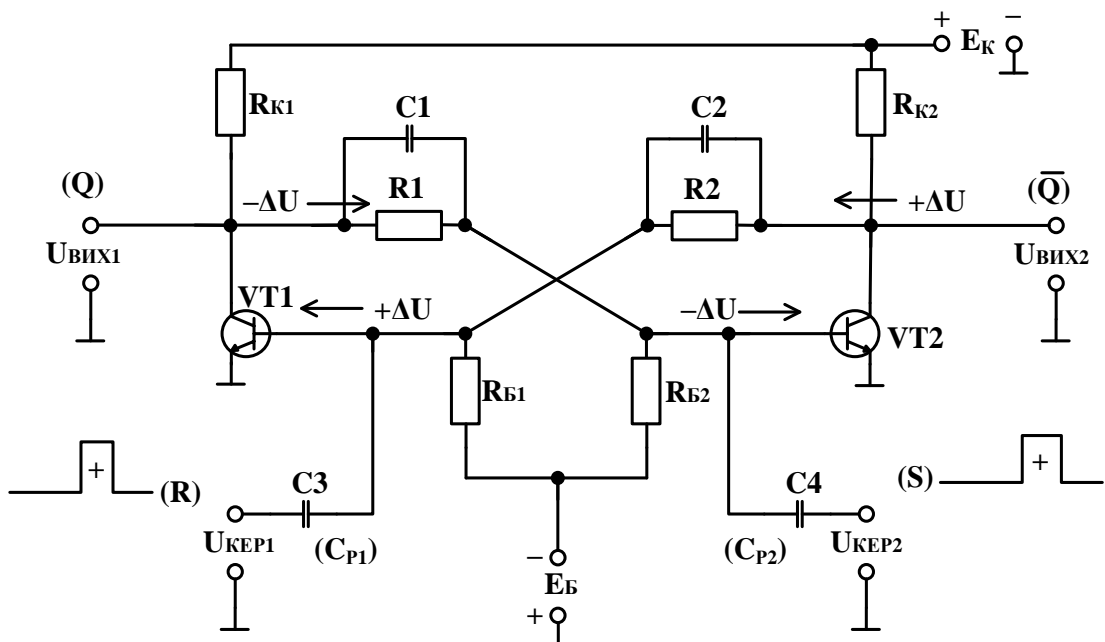 + −
EК
RК1
C1
C2
RК2
(Q)
−ΔU
R1
R2
+ΔU
(Q̅)
UВИХ1
UВИХ2
VT1
+ΔU
−ΔU
VT2
RБ1
RБ2
+
(R)
C3
C4
(S)
+
UКЕР1
(CР1)
(CР2)
UКЕР2
−
EБ
+